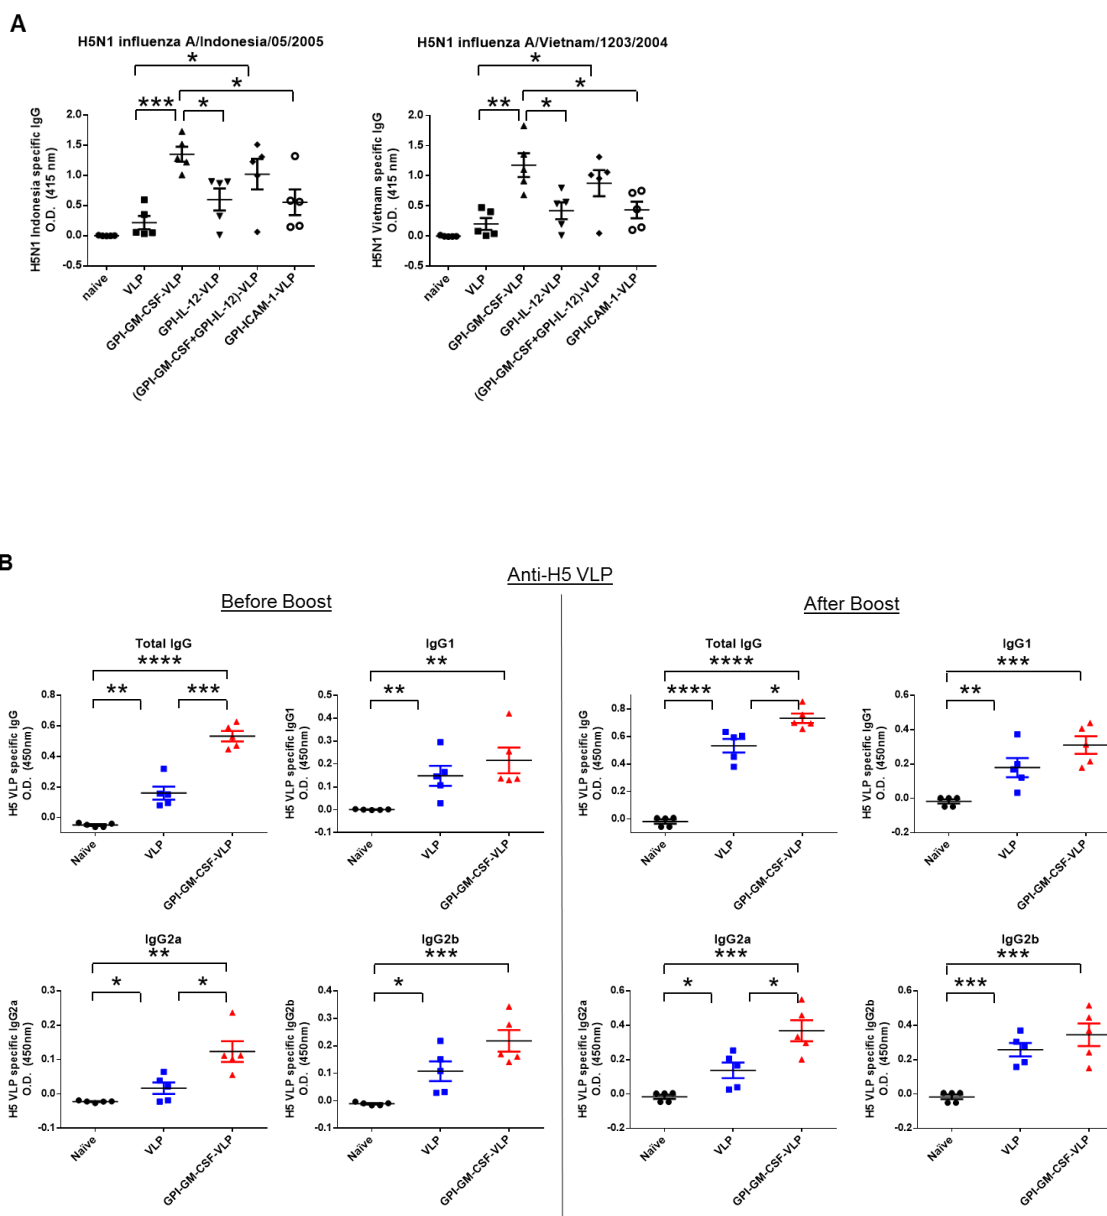 A
H5N1 influenza A/Indonesia/05/2005
H5N1 influenza A/Vietnam/1203/2004
*
*
***
*
H5N1 Indonesia specific IgG
O.D. (415 nm)
2.0
1.5
1.0
0.5
0.0
-0.5
naive
VLP
GPI-GM-CSF-VLP
GPI-IL-12-VLP
(GPI-GM-CSF+GPI-IL-12)-VLP
GPI-ICAM-1-VLP
*
*
**
*
H5N1 Vietnam specific IgG
O.D. (415 nm)
2.0
1.5
1.0
0.5
0.0
-0.5
naive
VLP
GPI-GM-CSF-VLP
GPI-IL-12-VLP
(GPI-GM-CSF+GPI-IL-12)-VLP
GPI-ICAM-1-VLP
B
Anti-H5 VLP
Before Boost
After Boost
Total IgG
****
**
***
H5 VLP specific IgG
O.D. (450nm)
0.8
0.6
0.4
0.2
0.0
Naïve
VLP
GPI-GM-CSF-VLP
IgG1
**
**
H5 VLP specific IgG1
O.D. (450nm)
0.5
0.4
0.3
0.2
0.1
0.0
-0.1
Naïve
VLP
GPI-GM-CSF-VLP
Total IgG
****
****
*
H5 VLP specific IgG
O.D. (450nm)
0.8
0.6
0.4
0.2
0.0
Naïve
VLP
GPI-GM-CSF-VLP
IgG1
***
**
H5 VLP specific IgG1
O.D. (450nm)
0.6
0.4
0.2
0.0
-0.2
Naïve
VLP
GPI-GM-CSF-VLP
IgG2a
**
*
*
H5 VLP specific IgG2a
O.D. (450nm)
0.3
0.2
0.1
0.0
-0.1
Naïve
VLP
GPI-GM-CSF-VLP
IgG2b
***
*
H5 VLP specific IgG2b
O.D. (450nm)
0.4
0.3
0.2
0.1
0.0
-0.1
Naïve
VLP
GPI-GM-CSF-VLP
IgG2a
***
*
*
H5 VLP specific IgG2a
O.D. (450nm)
0.6
0.4
0.2
0.0
-0.2
Naïve
VLP
GPI-GM-CSF-VLP
IgG2b
***
***
H5 VLP specific IgG2b
O.D. (450nm)
0.6
0.4
0.2
0.0
-0.2
Naïve
VLP
GPI-GM-CSF-VLP